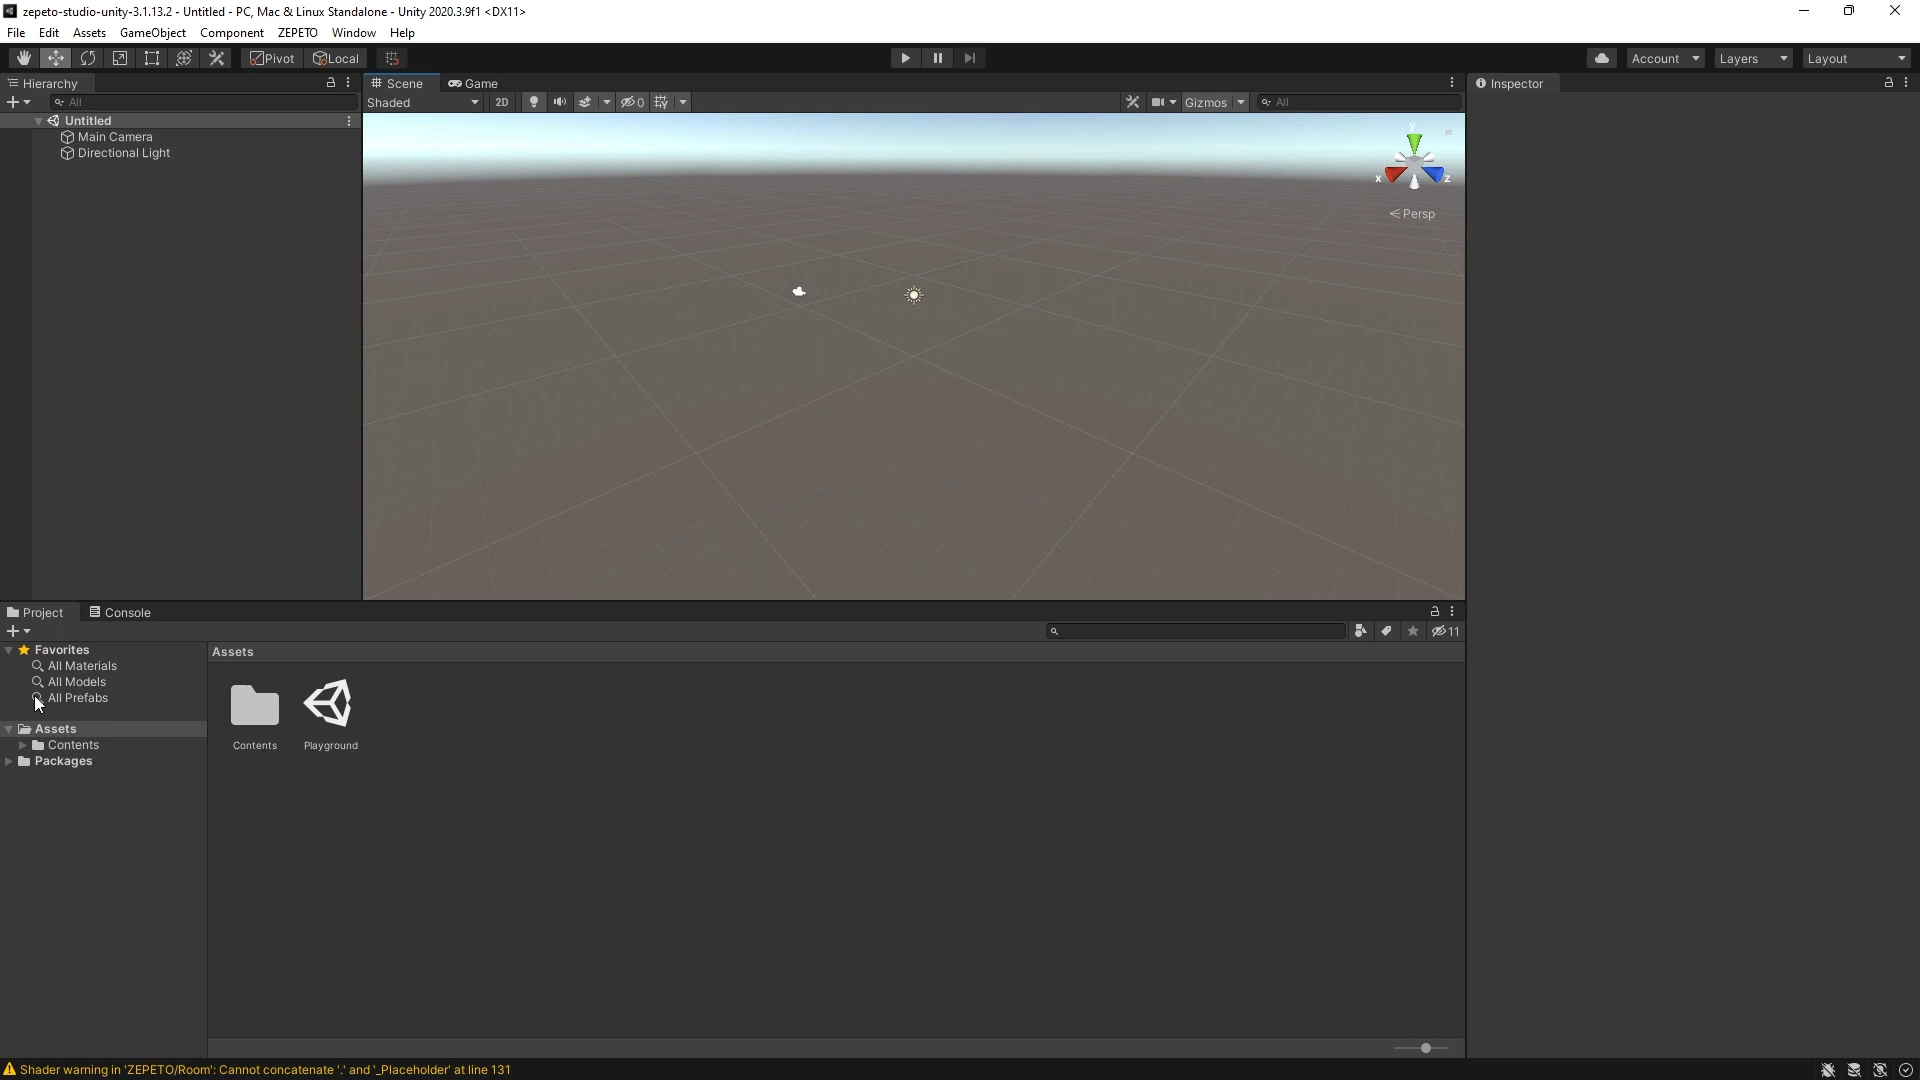 zepeto-studio-unity-3.1.13.2 - Untitled - PC, Mac & Linux Standalone - Unity 2020.3.9f1 <DX11>
File Edit Assets GameObject Component ZEPETO Window Help
Pivot Local Account Layers Layout
Hierarchy Scene Game Inspector
All Shaded 2D 0 Gizmos All
Untitled
Main Camera
Directional Light
y
x z
Persp
Project Console
11
Favorites Assets
All Materials
All Models
All Prefabs
Assets
Contents
Packages
Contents Playground
Shader warning in 'ZEPETO/Room': Cannot concatenate '.' and '_Placeholder' at line 131